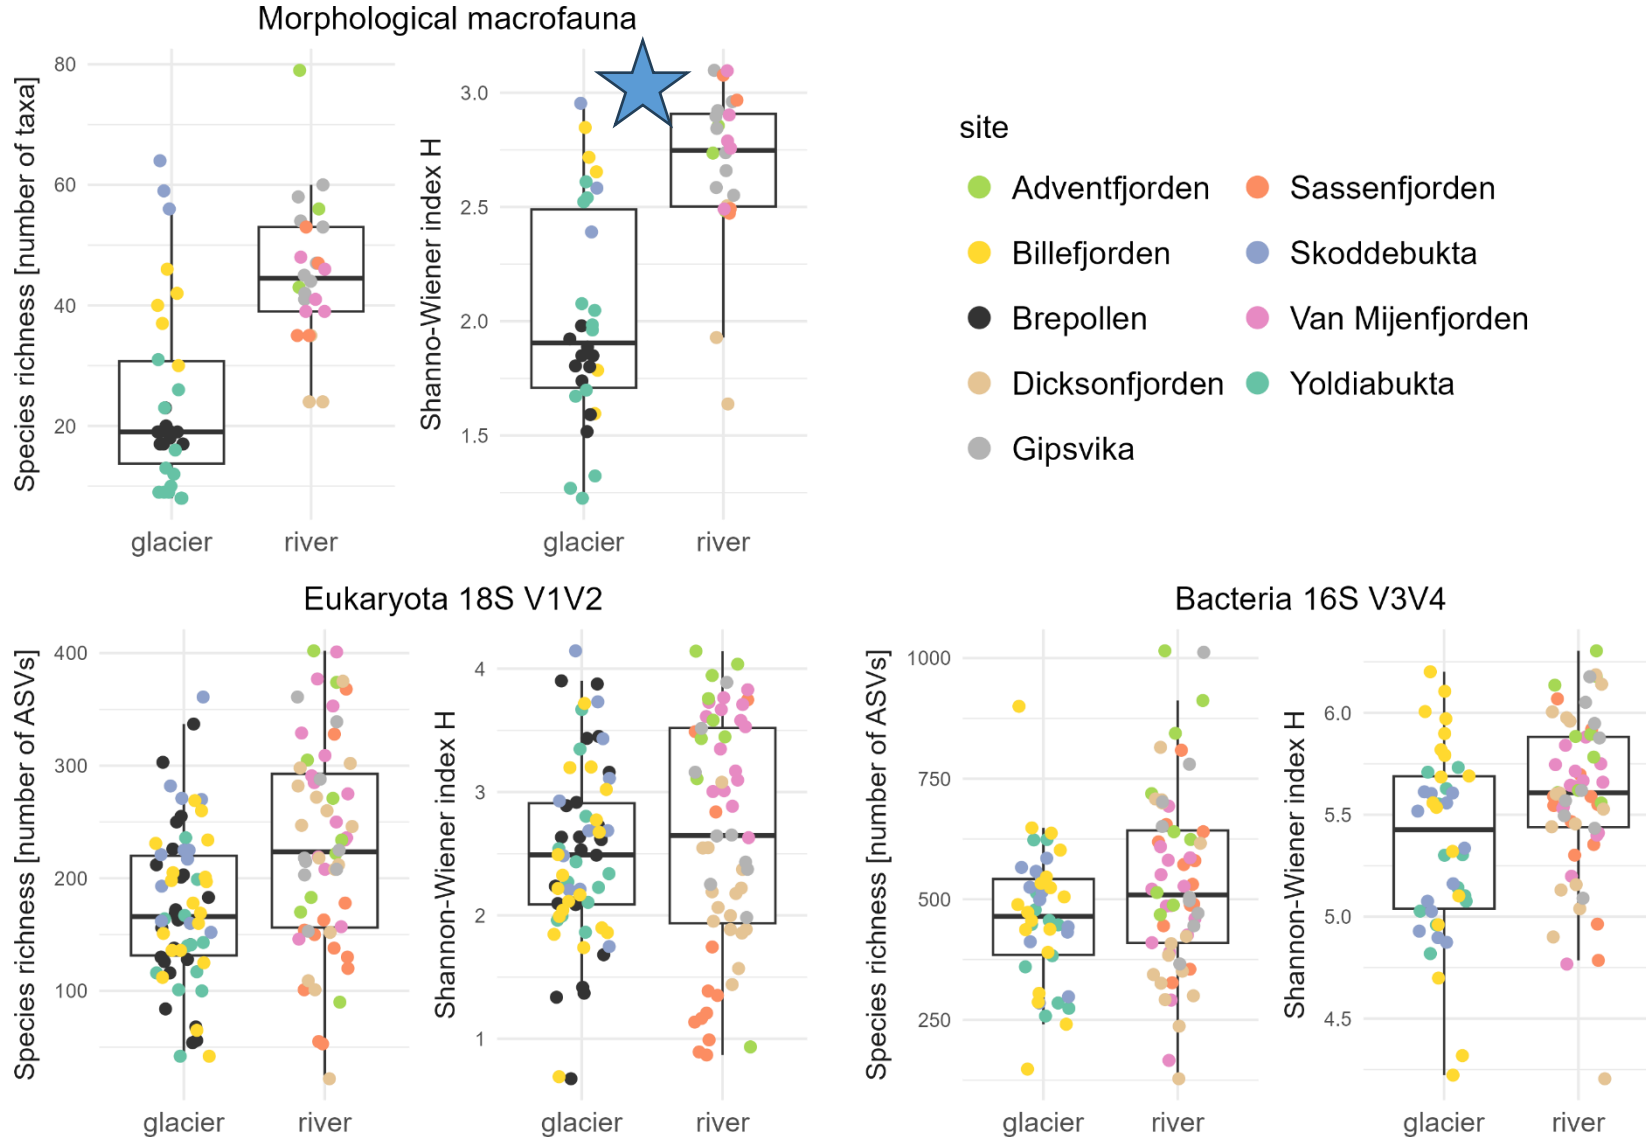 Morphological macrofauna
Species richness [number of taxa]
80
60
40
20
glacier
river
Shanno-Wiener index H
3.0
2.5
2.0
1.5
glacier
river
site
Adventfjorden
Billefjorden
Brepollen
Dicksonfjorden
Gipsvika
Sassenfjorden
Skoddebukta
Van Mijenfjorden
Yoldiabukta
Eukaryota 18S V1V2
Species richness [number of ASVs]
400
300
200
100
glacier
river
Shannon-Wiener index H
4
3
2
1
glacier
river
Bacteria 16S V3V4
Species richness [number of ASVs]
1000
750
500
250
glacier
river
Shannon-Wiener index H
6.0
5.5
5.0
4.5
glacier
river